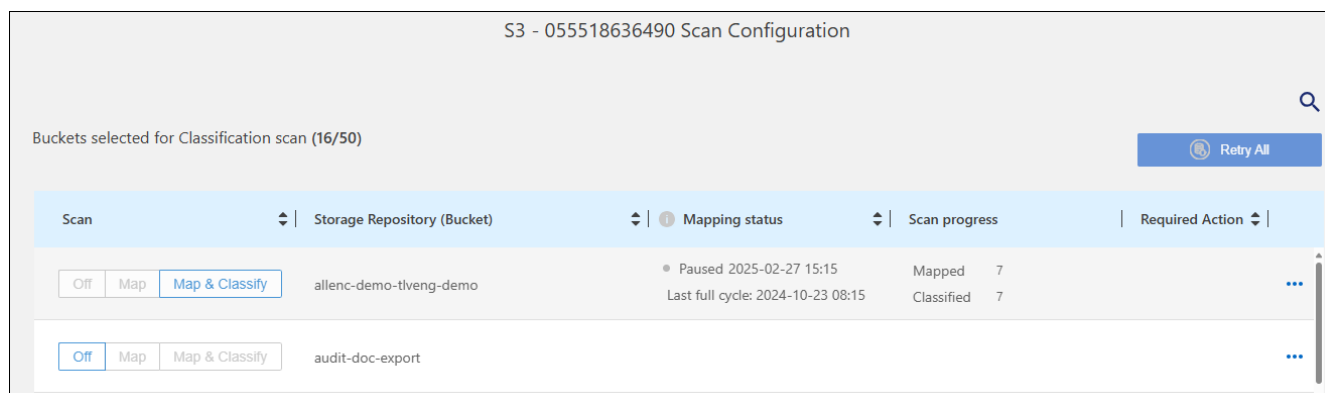 S3 - 055518636490 Scan Configuration
Buckets selected for Classification scan (16/50)
Retry All
Scan Storage Repository (Bucket) Mapping status Scan progress Required Action
Off Map Map & Classify allenc-demo-tlveng-demo Paused 2025-02-27 15:15 Mapped 7
Last full cycle: 2024-10-23 08:15 Classified 7
Off Map Map & Classify audit-doc-export